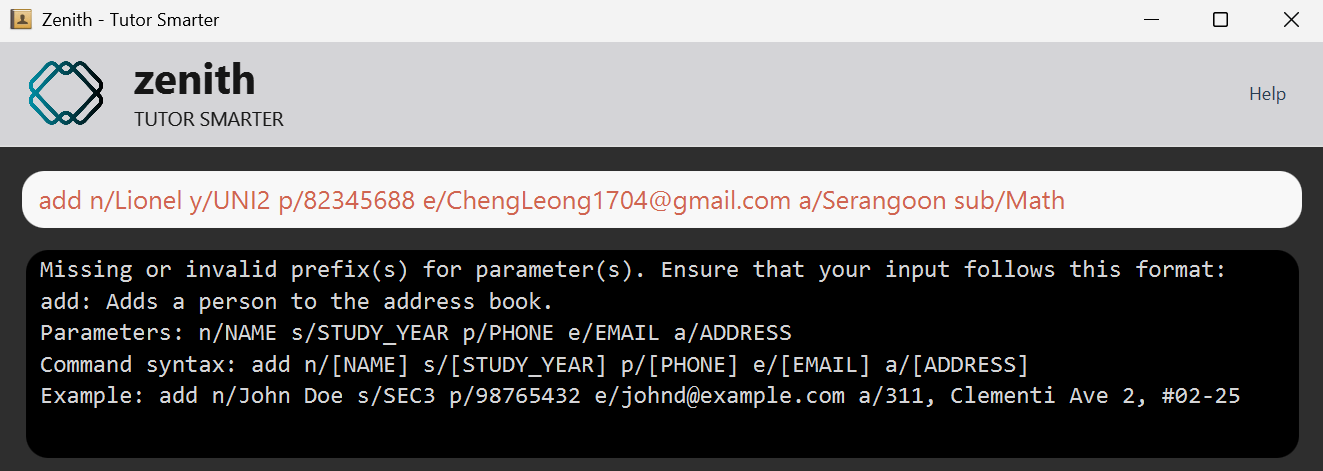 Zenith - Tutor Smarter
zenith
TUTOR SMARTER
Help
add n/Lionel y/UNI2 p/82345688 e/ChengLeong1704@gmail.com a/Serangoon sub/Math
Missing or invalid prefix(s) for parameter(s). Ensure that your input follows this format:
add: Adds a person to the address book.
Parameters: n/NAME s/STUDY_YEAR p/PHONE e/EMAIL a/ADDRESS
Command syntax: add n/[NAME] s/[STUDY_YEAR] p/[PHONE] e/[EMAIL] a/[ADDRESS]
Example: add n/John Doe s/SEC3 p/98765432 e/johnd@example.com a/311, Clementi Ave 2, #02-25